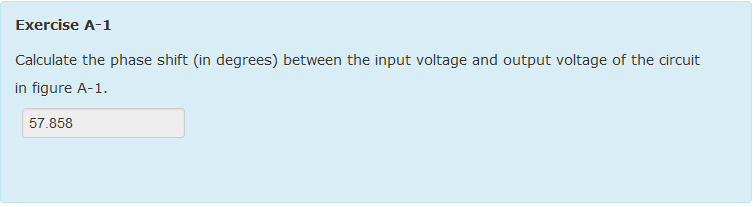 Exercise A-1
Calculate the phase shift (in degrees) between the input voltage and output voltage of the circuit
in figure A-1.
57.858